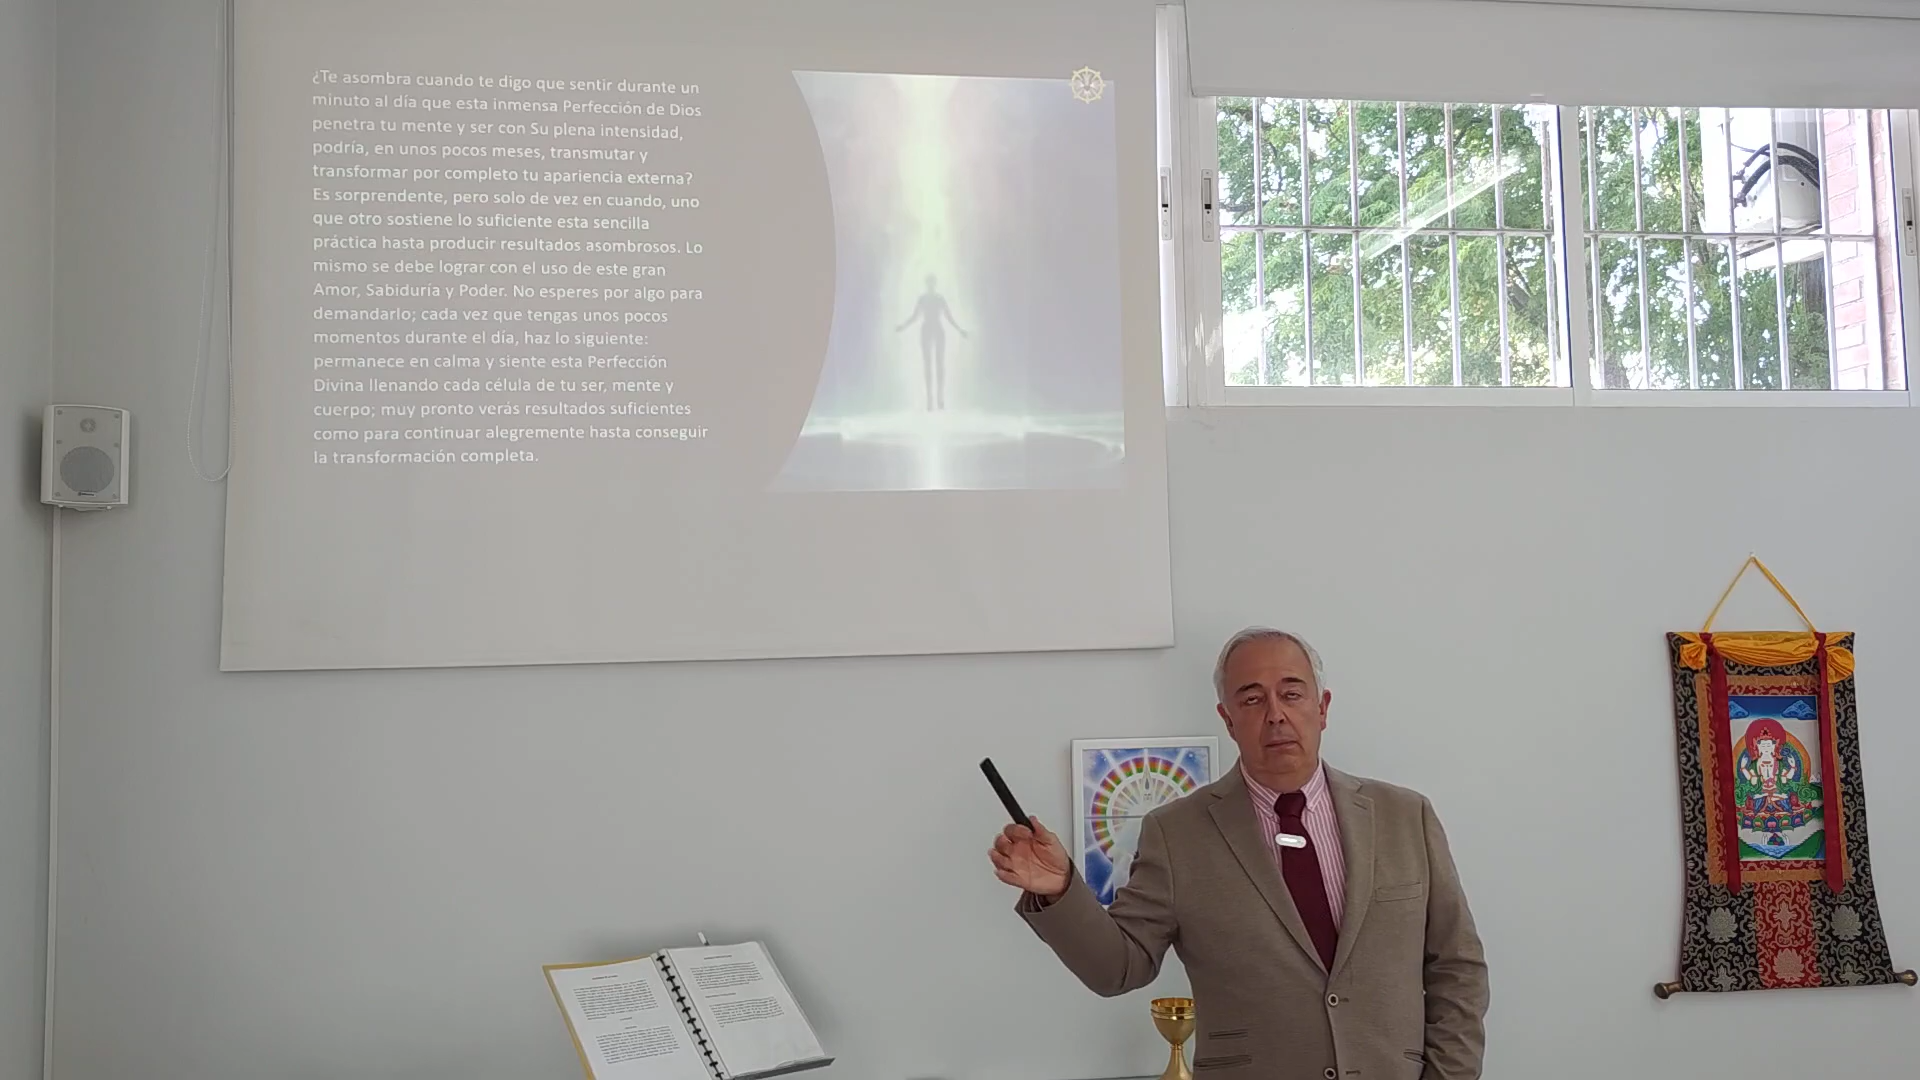 ¿Te asombra cuando te digo que sentir durante un
minuto al día que esta inmensa Perfección de Dios
penetra tu mente y ser con Su plena intensidad,
podría, en unos pocos meses, transmutar y
transformar por completo tu apariencia externa?
Es sorprendente, pero solo de vez en cuando, uno
que otro sostiene lo suficiente esta sencilla
práctica hasta producir resultados asombrosos. Lo
mismo se debe lograr con el uso de este gran
Amor, Sabiduría y Poder. No esperes por algo para
demandarlo; cada vez que tengas unos pocos
momentos durante el día, haz lo siguiente:
permanece en calma y siente esta Perfección
Divina llenando cada célula de tu ser, mente y
cuerpo; muy pronto verás resultados suficientes
como para continuar alegremente hasta conseguir
la transformación completa.